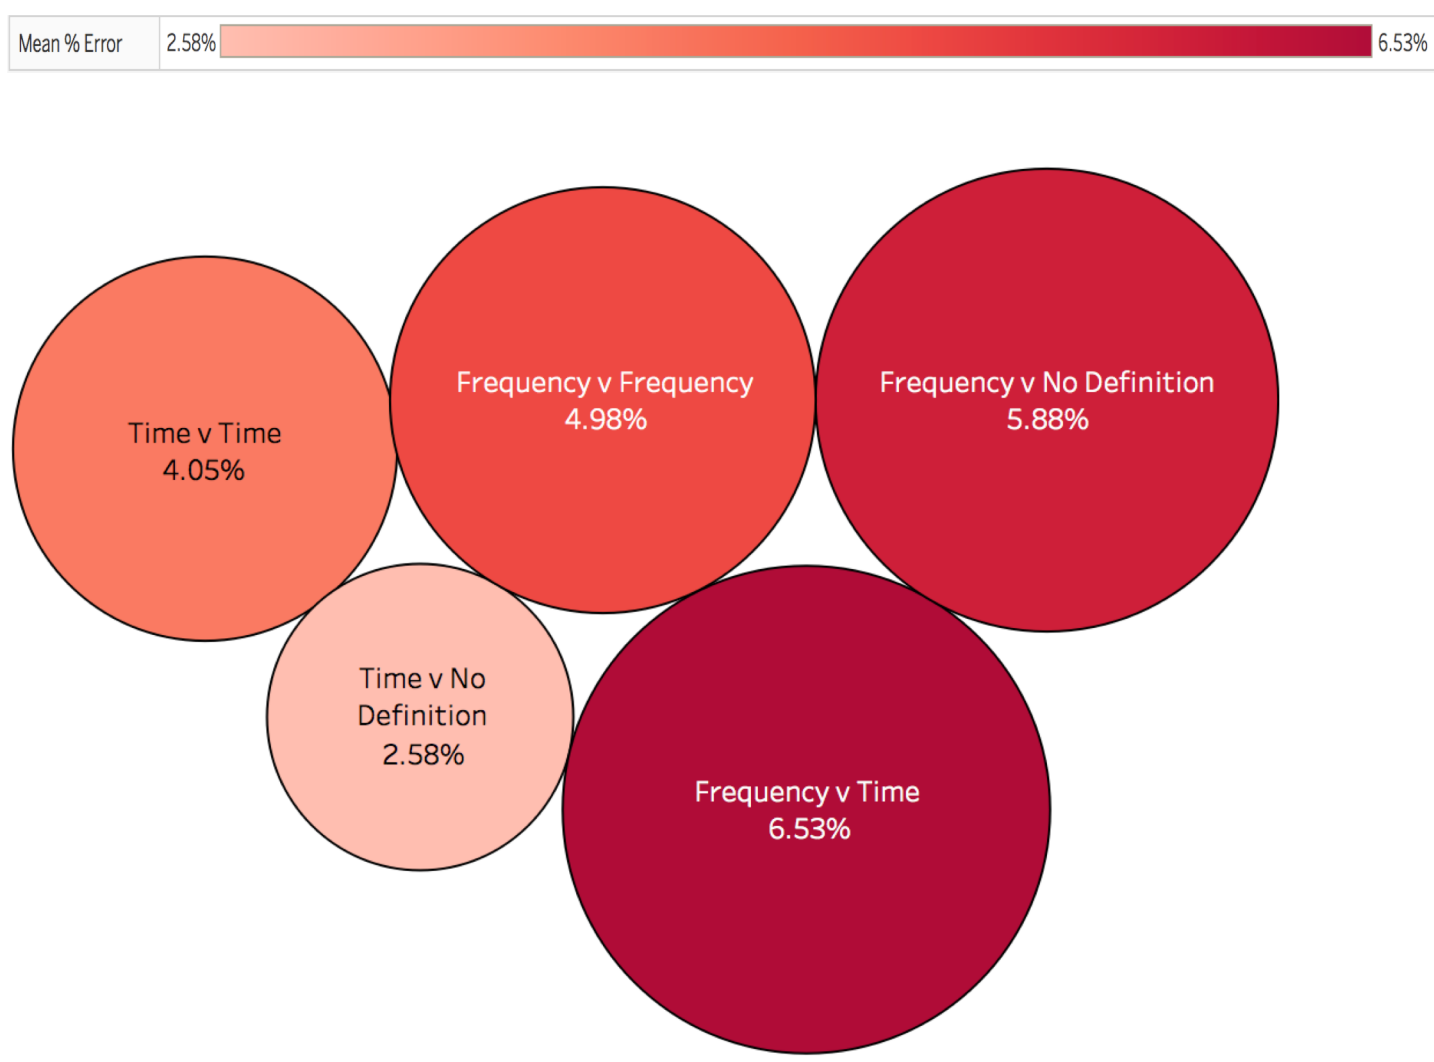 Mean % Error
2.58%
6.53%
Frequency v Frequency
4.98%
Frequency v No Definition
5.88%
Time v Time
4.05%
Time v No
Definition
2.58%
Frequency v Time
6.53%